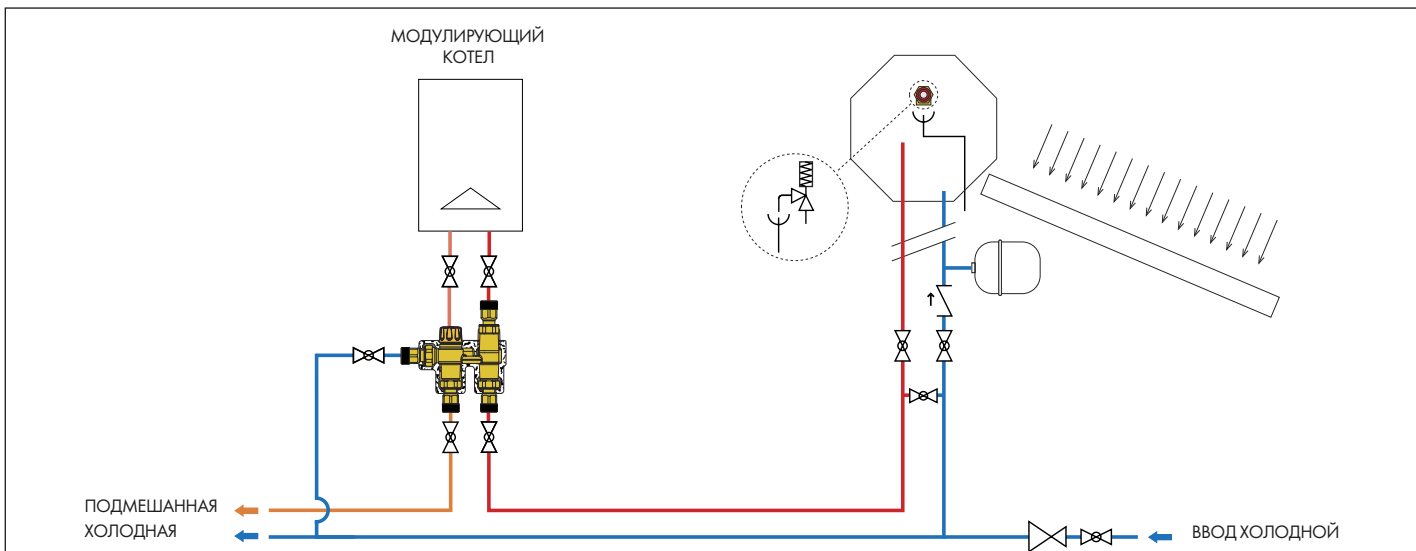 МОДУЛИРУЮЩИЙ
КОТЕЛ
ПОДМЕШАННАЯ
ХОЛОДНАЯ
ВВОД ХОЛОДНОЙ